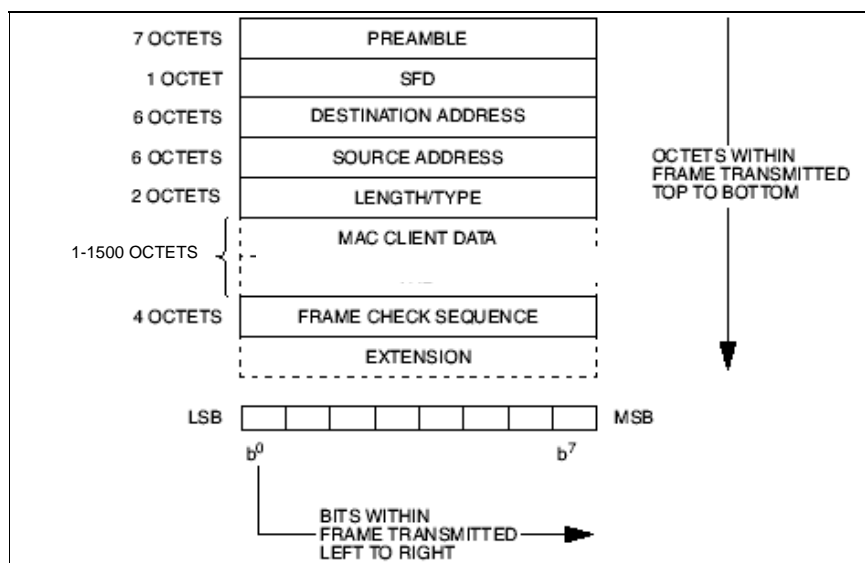 7 OCTETS PREAMBLE
1 OCTET SFD
6 OCTETS DESTINATION ADDRESS
6 OCTETS SOURCE ADDRESS
2 OCTETS LENGTH/TYPE
1-1500 OCTETS MAC CLIENT DATA
4 OCTETS FRAME CHECK SEQUENCE
EXTENSION
OCTETS WITHIN
FRAME TRANSMITTED
TOP TO BOTTOM
LSB MSB
b0 b7
BITS WITHIN
FRAME TRANSMITTED
LEFT TO RIGHT